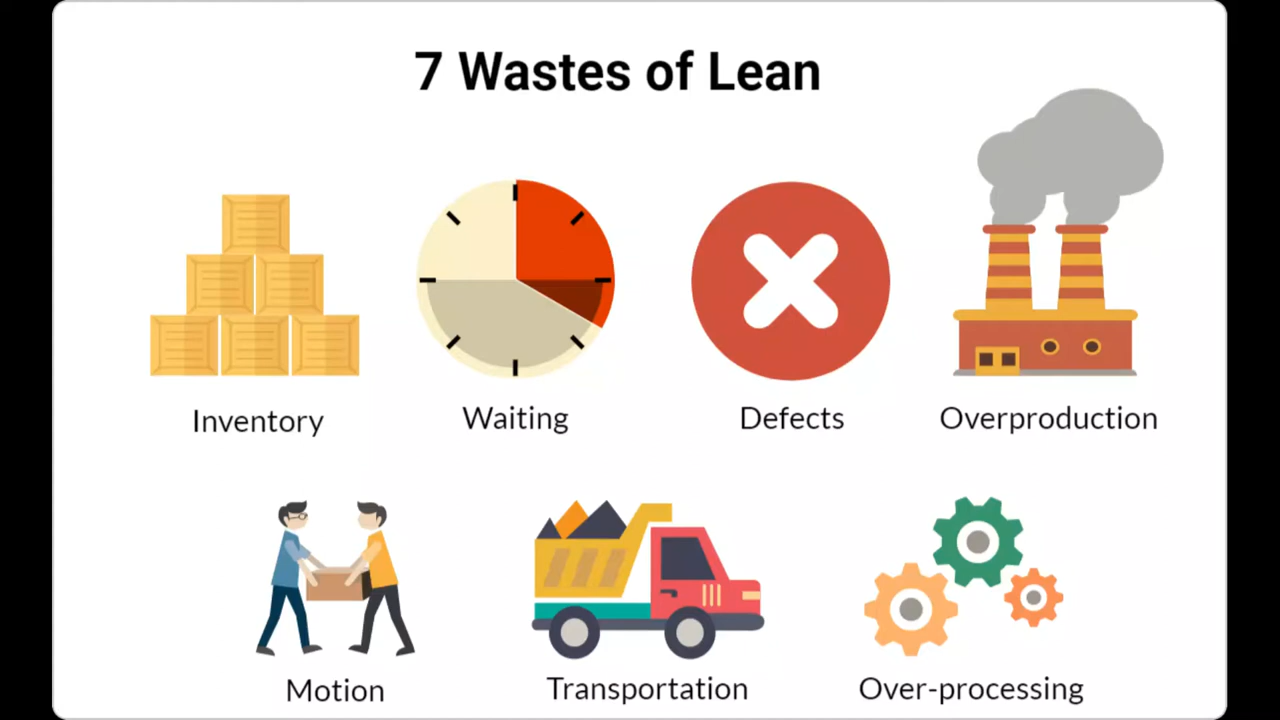 7 Wastes of Lean
Inventory
Waiting
Defects
Overproduction
Motion
Transportation
Over-processing